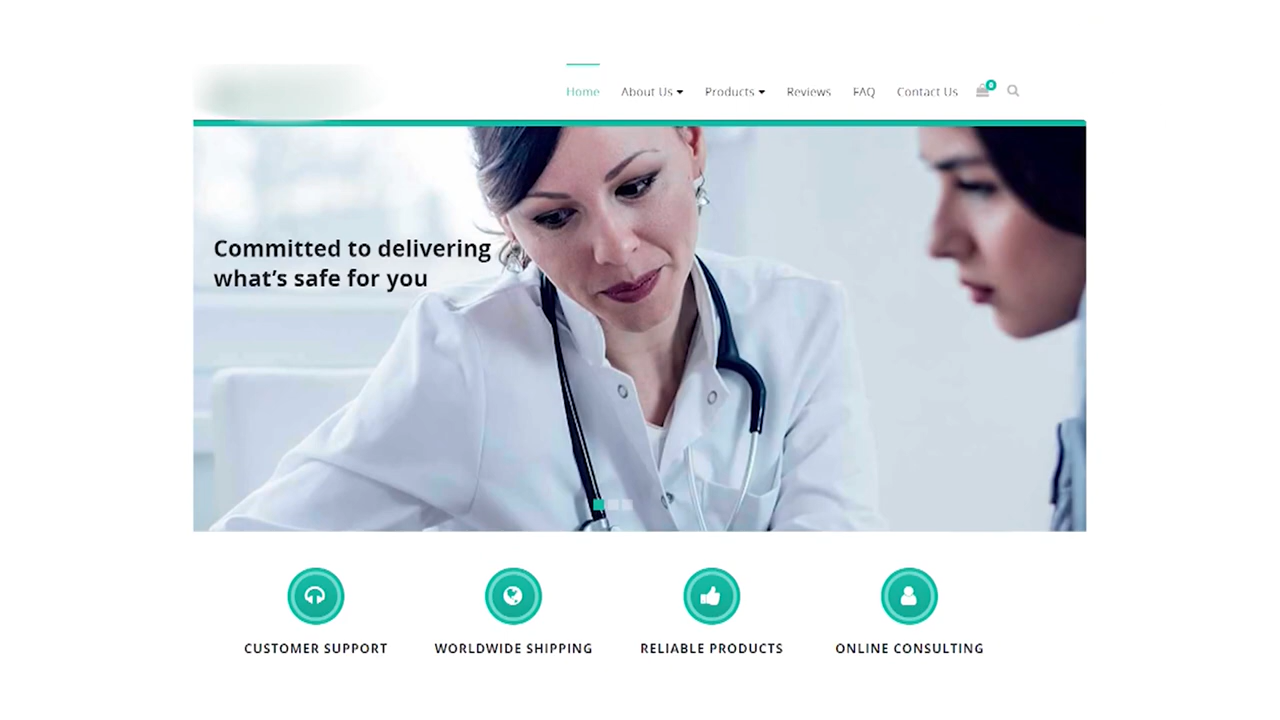 Home About Us Products Reviews FAQ Contact Us 0
Committed to delivering
what's safe for you
CUSTOMER SUPPORT WORLDWIDE SHIPPING RELIABLE PRODUCTS ONLINE CONSULTING